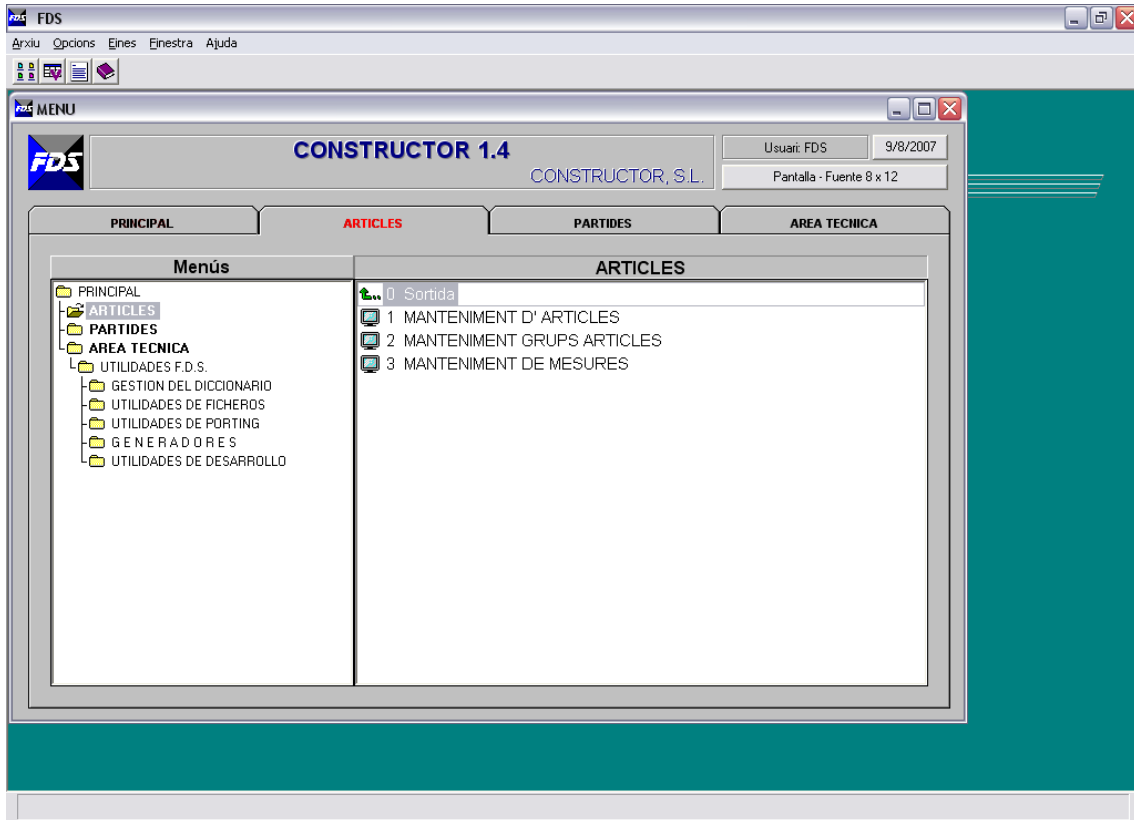 FDS
Arxiu Opcions Eines Finestra Ajuda
MENU
FDS
CONSTRUCTOR 1.4
CONSTRUCTOR, S.L.
Usuari: FDS
9/8/2007
Pantalla - Fuente 8 x 12
PRINCIPAL ARTICLES PARTIDES AREA TECNICA
Menús
PRINCIPAL
ARTICLES
PARTIDES
AREA TECNICA
UTILIDADES F.D.S.
GESTION DEL DICCIONARIO
UTILIDADES DE FICHEROS
UTILIDADES DE PORTING
G E N E R A D O R E S
UTILIDADES DE DESARROLLO
ARTICLES
0 Sortida
1 MANTENIMENT D' ARTICLES
2 MANTENIMENT GRUPS ARTICLES
3 MANTENIMENT DE MESURES